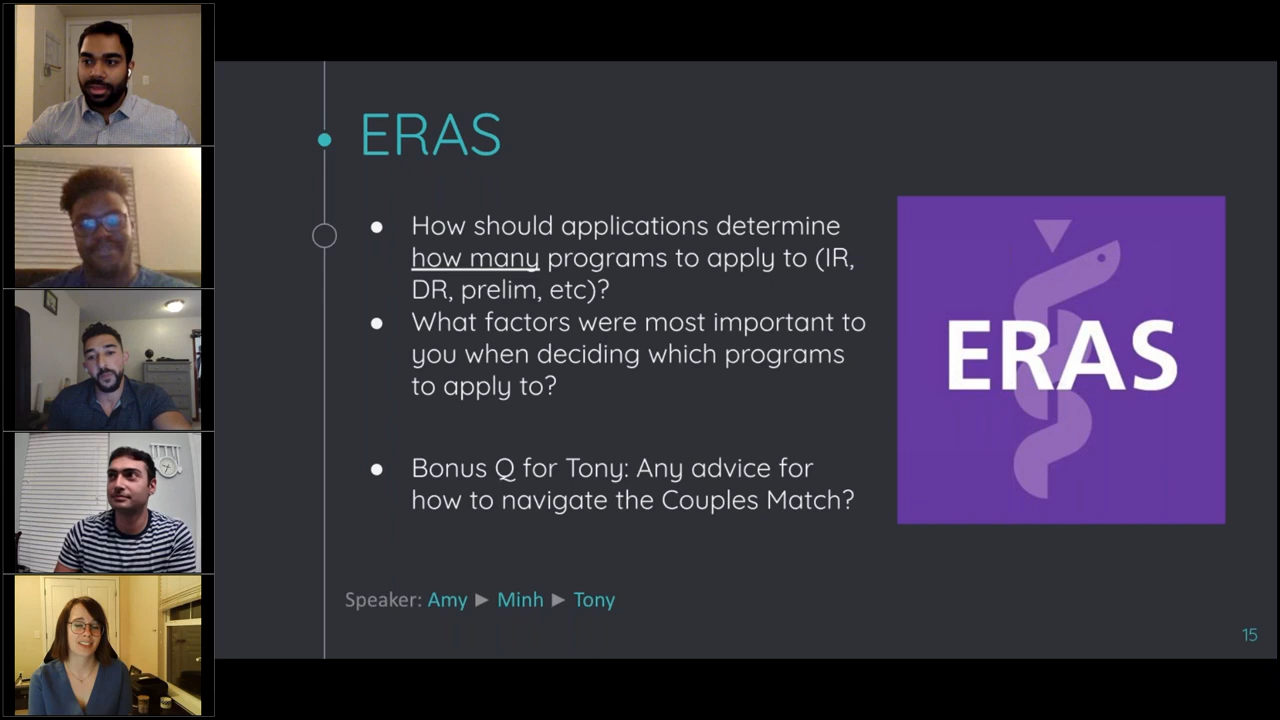 ERAS
● How should applications determine
how many programs to apply to (IR,
DR, prelim, etc)?
● What factors were most important to
you when deciding which programs
to apply to?
● Bonus Q for Tony: Any advice for
how to navigate the Couples Match?
ERAS
Speaker: Amy ► Minh ► Tony
15